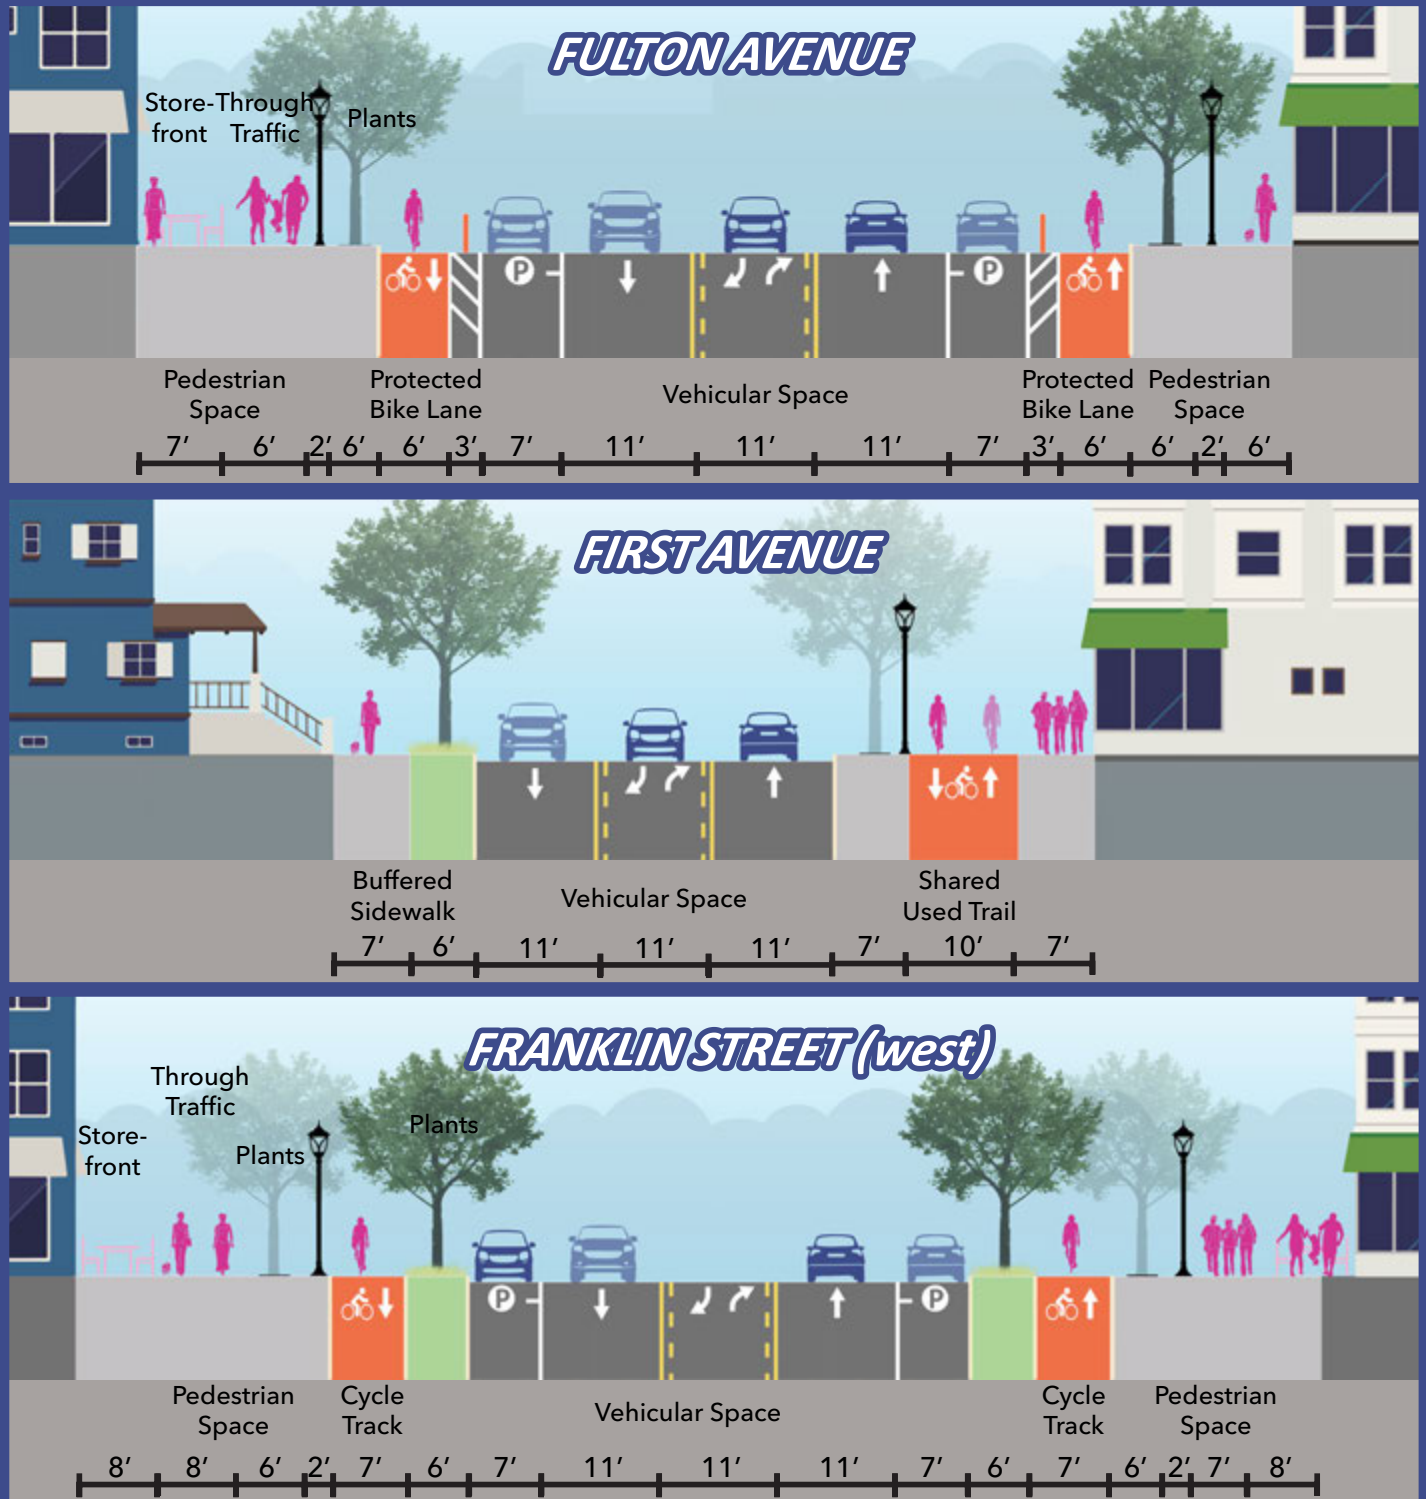 FULTON AVENUE
Store-Through
front Traffic
Plants
P
P
Pedestrian
Space
Protected
Bike Lane
Vehicular Space
Protected
Bike Lane
Pedestrian
Space
7′ 6′ 2′ 6′ 6′ 3′ 7′ 11′ 11′ 11′ 7′ 3′ 6′ 6′ 2′ 6′
FIRST AVENUE
Buffered
Sidewalk
Vehicular Space
Shared
Used Trail
7′ 6′ 11′ 11′ 11′ 7′ 10′ 7′
FRANKLIN STREET (west)
Through
Traffic
Store-
front
Plants
Plants
P
P
Pedestrian
Space
Cycle
Track
Vehicular Space
Cycle
Track
Pedestrian
Space
8′ 8′ 6′ 2′ 7′ 6′ 7′ 11′ 11′ 11′ 7′ 6′ 7′ 6′ 2′ 7′ 8′